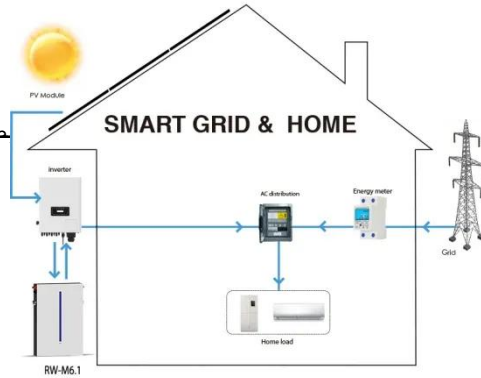 PV Module
SMART GRID & HOME
inverter
AC distribution
Energy meter
Grid
Home load
RW-M6.1